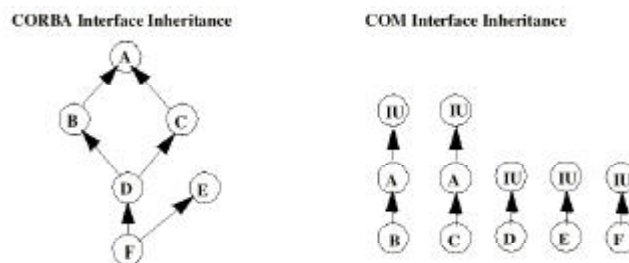 CORBA Interface Inheritance
COM Interface Inheritance
A
B
C
D
E
F
IU
IU
A
A
IU
IU
IU
B
C
D
E
F